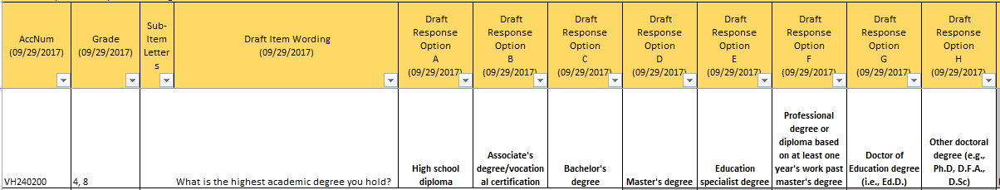 AccNum
(09/29/2017)
Grade
(09/29/2017)
Sub-
Item
Letter
s
Draft Item Wording
(09/29/2017)
Draft
Response
Option
A
(09/29/2017)
Draft
Response
Option
B
(09/29/2017)
Draft
Response
Option
C
(09/29/2017)
Draft
Response
Option
D
(09/29/2017)
Draft
Response
Option
E
(09/29/2017)
Draft
Response
Option
F
(09/29/2017)
Draft
Response
Option
G
(09/29/2017)
Draft
Response
Option
H
(09/29/2017)
VH240200
4, 8
What is the highest academic degree you hold?
High school
diploma
Associate's
degree/vocation
al certification
Bachelor's
degree
Master's degree
Education
specialist degree
Professional
degree or
diploma based
on at least one
year's work past
master's degree
Doctor of
Education degree
(i.e., Ed.D.)
Other doctoral
degree (e.g.,
Ph.D, D.F.A.,
D.Sc)